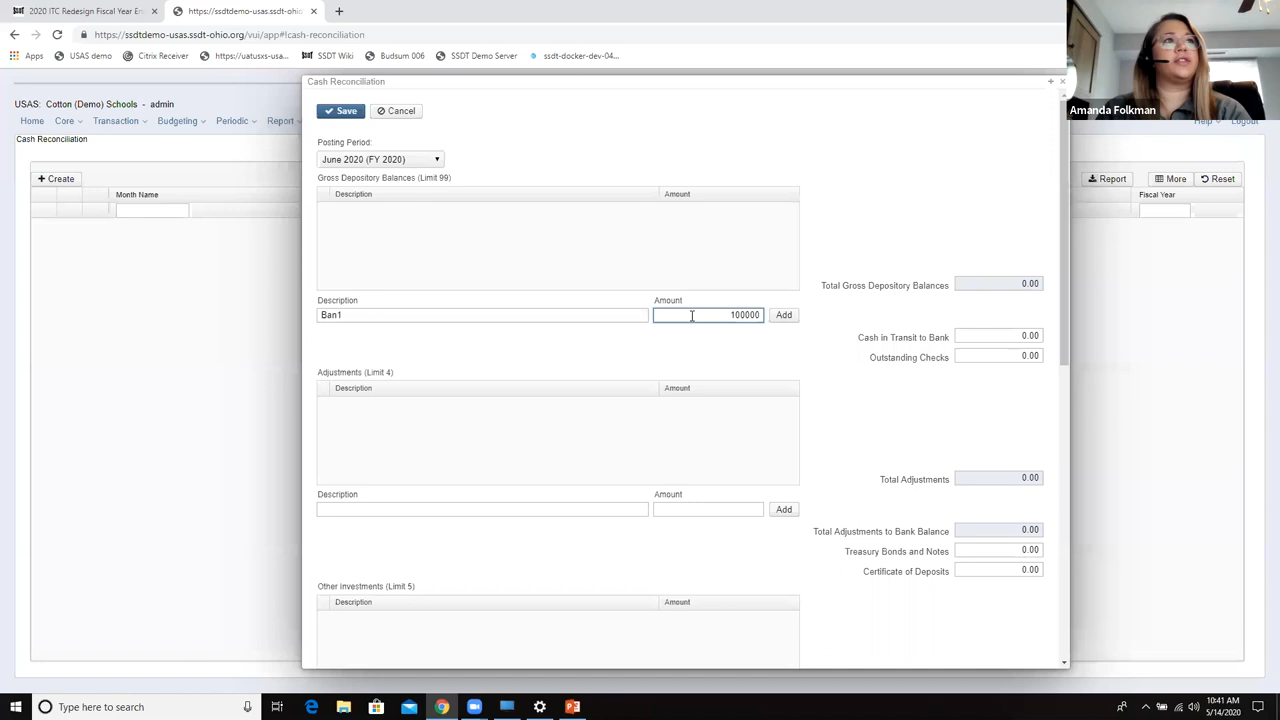 2020 ITC Redesign Fiscal Year En
https://ssdtdemo-usas.ssdt-ohio.
https://ssdtdemo-usas.ssdt-ohio.org/vui/app#!cash-reconciliation
Apps USAS demo Citrix Receiver https://uatusxs-usas... SSDT Wiki Budsum 006 SSDT Demo Server ssdt-docker-dev-04...
Amanda Folkman
Cash Reconciliation
USAS: Cotton (Demo) Schools - admin
Home Core Transaction Budgeting Periodic Report Help Logout
Cash Reconciliation
Create Report More Reset
Month Name Fiscal Year
Save Cancel
Posting Period:
June 2020 (FY 2020)
Gross Depository Balances (Limit 99)
Description Amount
Total Gross Depository Balances 0.00
Description Amount
Ban1 100000 Add
Cash in Transit to Bank 0.00
Outstanding Checks 0.00
Adjustments (Limit 4)
Description Amount
Total Adjustments 0.00
Description Amount
Add
Total Adjustments to Bank Balance 0.00
Treasury Bonds and Notes 0.00
Certificate of Deposits 0.00
Other Investments (Limit 5)
Description Amount
Type here to search
10:41 AM
5/14/2020